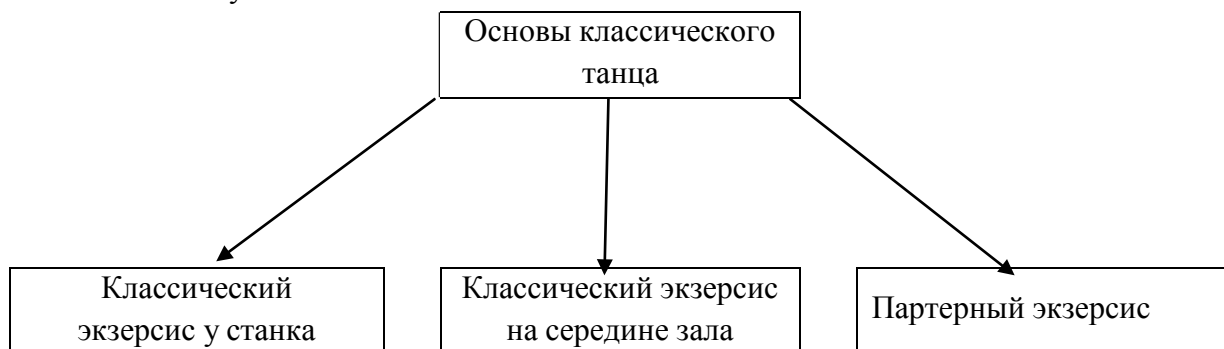 Основы классического
танца
Классический
экзерсис у станка
Классический экзерсис
на середине зала
Партерный экзерсис